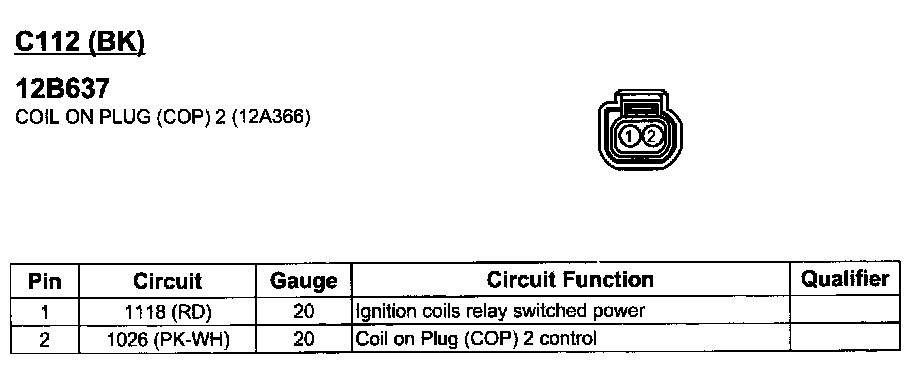 C112 (BK)
12B637
COIL ON PLUG (COP) 2 (12A366)
1 2
Pin Circuit Gauge Circuit Function Qualifier
1 1118 (RD) 20 Ignition coils relay switched power
2 1026 (PK-WH) 20 Coil on Plug (COP) 2 control